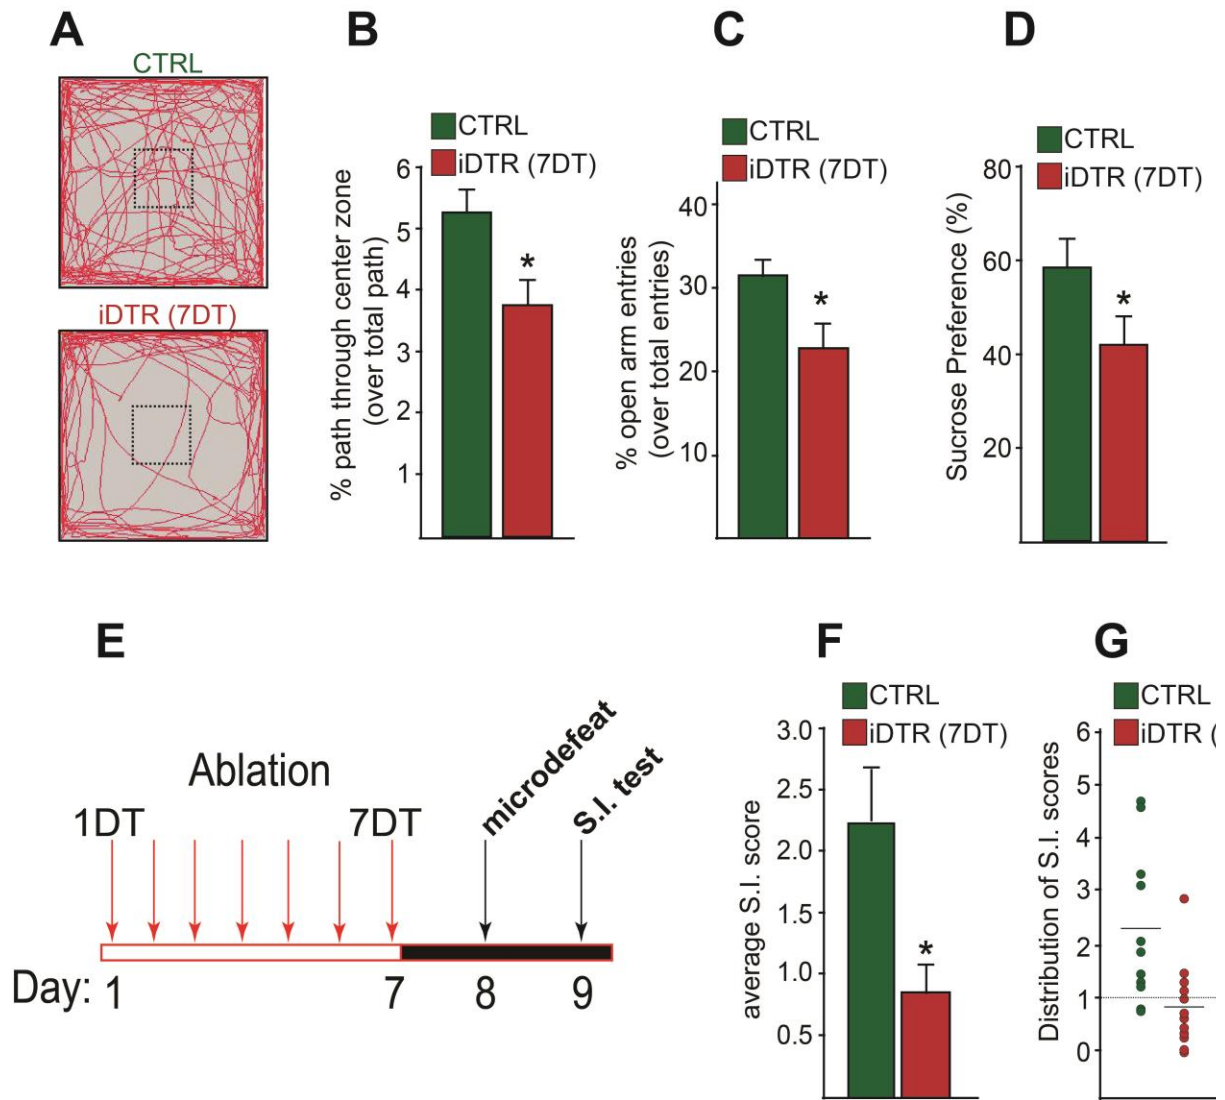 A
CTRL
iDTR (7DT)
B
CTRL
iDTR (7DT)
% path through center zone
(over total path)
6
5
4
3
2
1
*
C
CTRL
iDTR (7DT)
% open arm entries
(over total entries)
40
30
20
10
*
D
CTRL
iDTR (7DT)
Sucrose Preference (%)
80
60
40
20
*
E
Ablation
1DT
7DT
microdefeat
S.I. test
Day: 1
7
8
9
F
CTRL
iDTR (7DT)
average S.I. score
3.0
2.5
2.0
1.5
1.0
0.5
*
G
CTRL
iDTR (
Distribution of S.I. scores
6
5
4
3
2
1
0